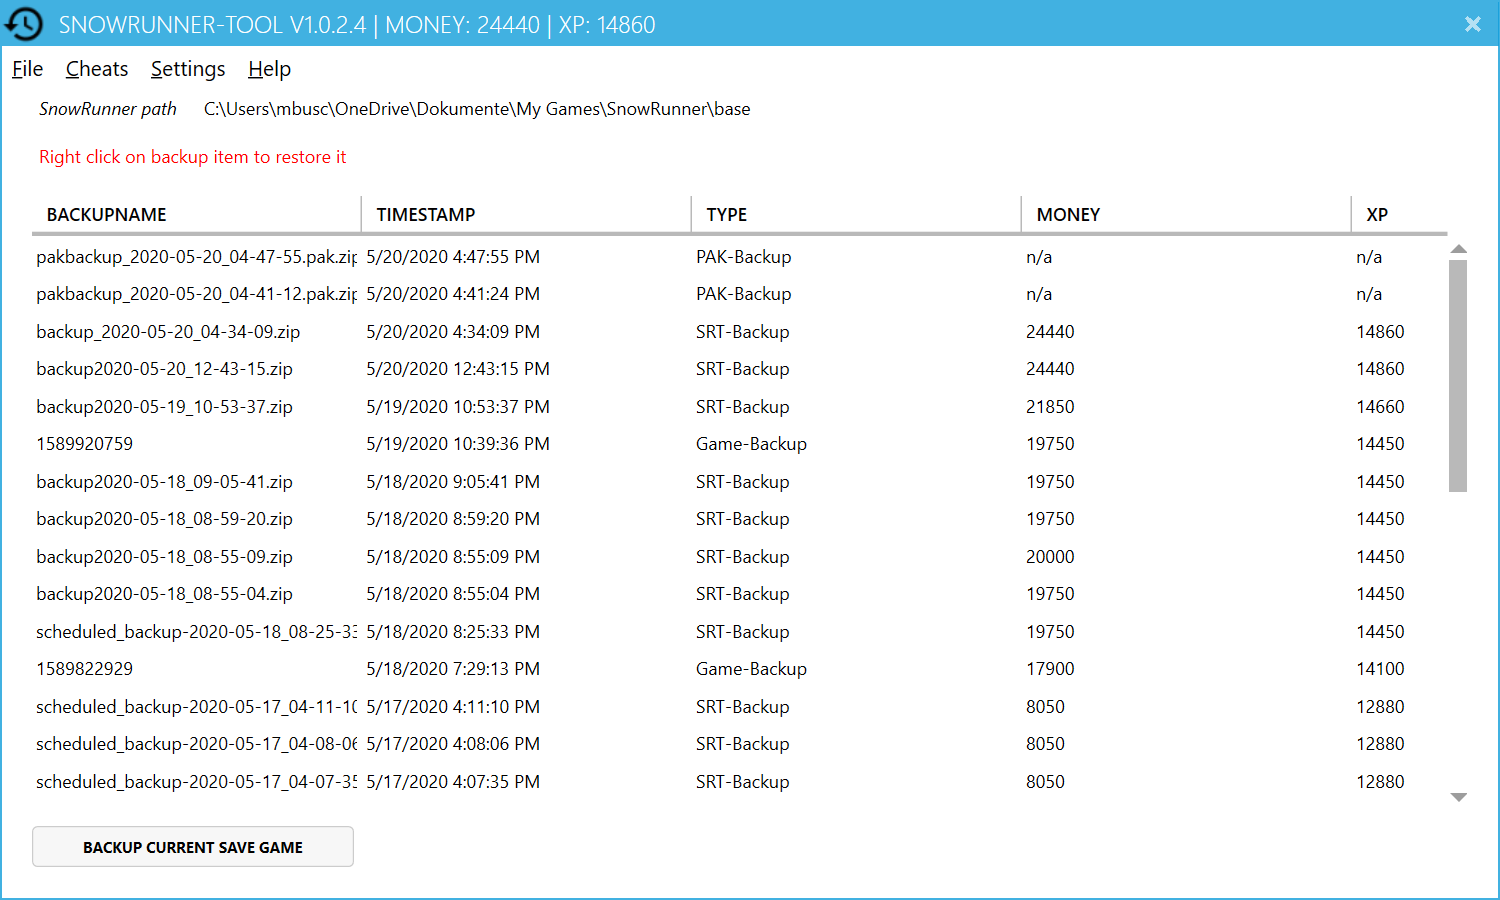 SNOWRUNNER-TOOL V1.0.2.4 | MONEY: 24440 | XP: 14860
File Cheats Settings Help
SnowRunner path C:\Users\mbusc\OneDrive\Dokumente\My Games\SnowRunner\base
Right click on backup item to restore it
BACKUPNAME TIMESTAMP TYPE MONEY XP
pakbackup_2020-05-20_04-47-55.pak.zip 5/20/2020 4:47:55 PM PAK-Backup n/a n/a
pakbackup_2020-05-20_04-41-12.pak.zip 5/20/2020 4:41:24 PM PAK-Backup n/a n/a
backup_2020-05-20_04-34-09.zip 5/20/2020 4:34:09 PM SRT-Backup 24440 14860
backup2020-05-20_12-43-15.zip 5/20/2020 12:43:15 PM SRT-Backup 24440 14860
backup2020-05-19_10-53-37.zip 5/19/2020 10:53:37 PM SRT-Backup 21850 14660
1589920759 5/19/2020 10:39:36 PM Game-Backup 19750 14450
backup2020-05-18_09-05-41.zip 5/18/2020 9:05:41 PM SRT-Backup 19750 14450
backup2020-05-18_08-59-20.zip 5/18/2020 8:59:20 PM SRT-Backup 19750 14450
backup2020-05-18_08-55-09.zip 5/18/2020 8:55:09 PM SRT-Backup 20000 14450
backup2020-05-18_08-55-04.zip 5/18/2020 8:55:04 PM SRT-Backup 19750 14450
scheduled_backup-2020-05-18_08-25-33 5/18/2020 8:25:33 PM SRT-Backup 19750 14450
1589822929 5/18/2020 7:29:13 PM Game-Backup 17900 14100
scheduled_backup-2020-05-17_04-11-10 5/17/2020 4:11:10 PM SRT-Backup 8050 12880
scheduled_backup-2020-05-17_04-08-06 5/17/2020 4:08:06 PM SRT-Backup 8050 12880
scheduled_backup-2020-05-17_04-07-35 5/17/2020 4:07:35 PM SRT-Backup 8050 12880
BACKUP CURRENT SAVE GAME